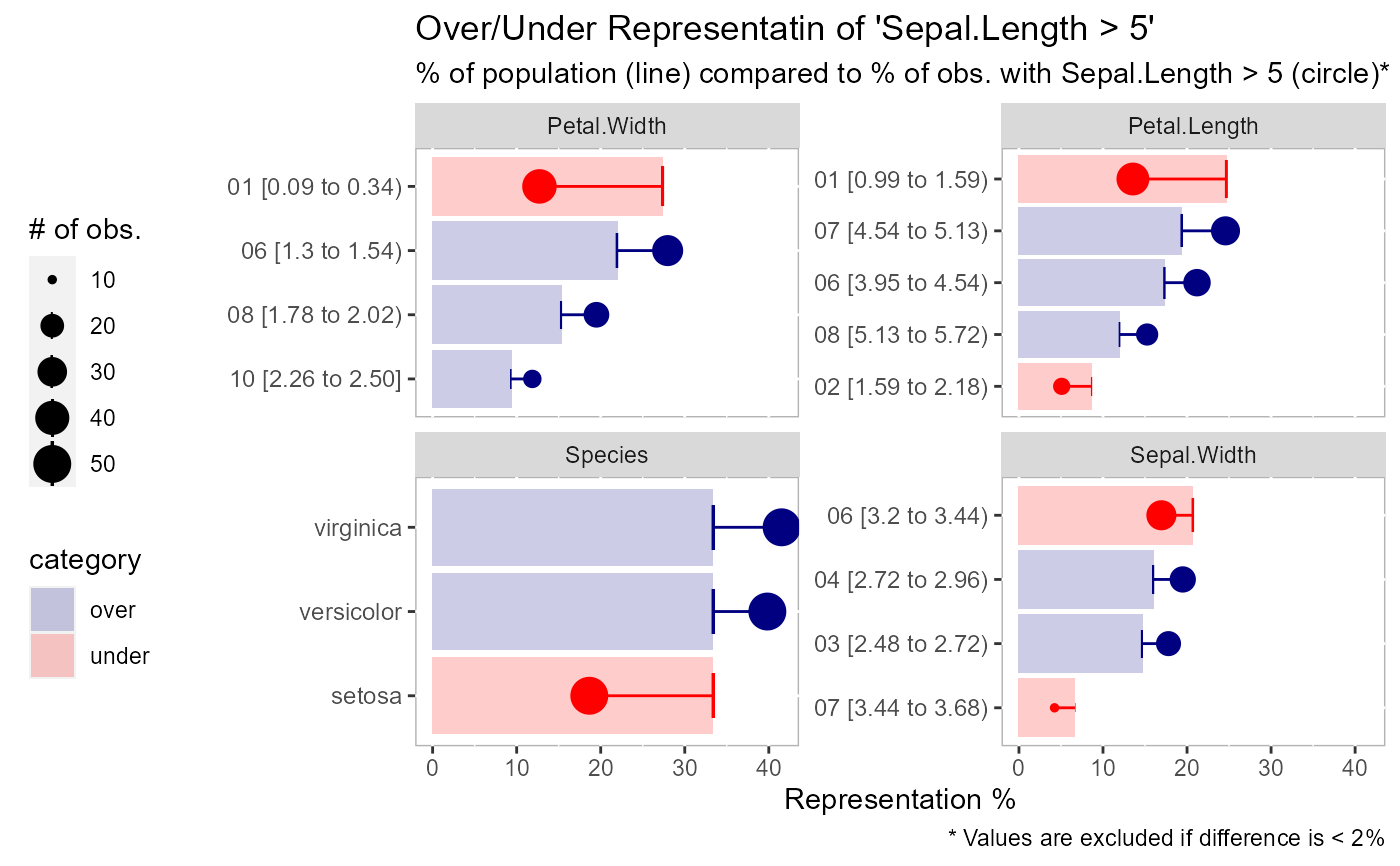 Over/Under Representatin of 'Sepal.Length > 5'
% of population (line) compared to % of obs. with Sepal.Length > 5 (circle)*
# of obs.
10
20
30
40
50
category
over
under
Petal.Width
01 [0.09 to 0.34)
06 [1.3 to 1.54)
08 [1.78 to 2.02)
10 [2.26 to 2.50]
Petal.Length
01 [0.99 to 1.59)
07 [4.54 to 5.13)
06 [3.95 to 4.54)
08 [5.13 to 5.72)
02 [1.59 to 2.18)
Species
virginica
versicolor
setosa
0 10 20 30 40
Sepal.Width
06 [3.2 to 3.44)
04 [2.72 to 2.96)
03 [2.48 to 2.72)
07 [3.44 to 3.68)
0 10 20 30 40
Representation %
* Values are excluded if difference is < 2%